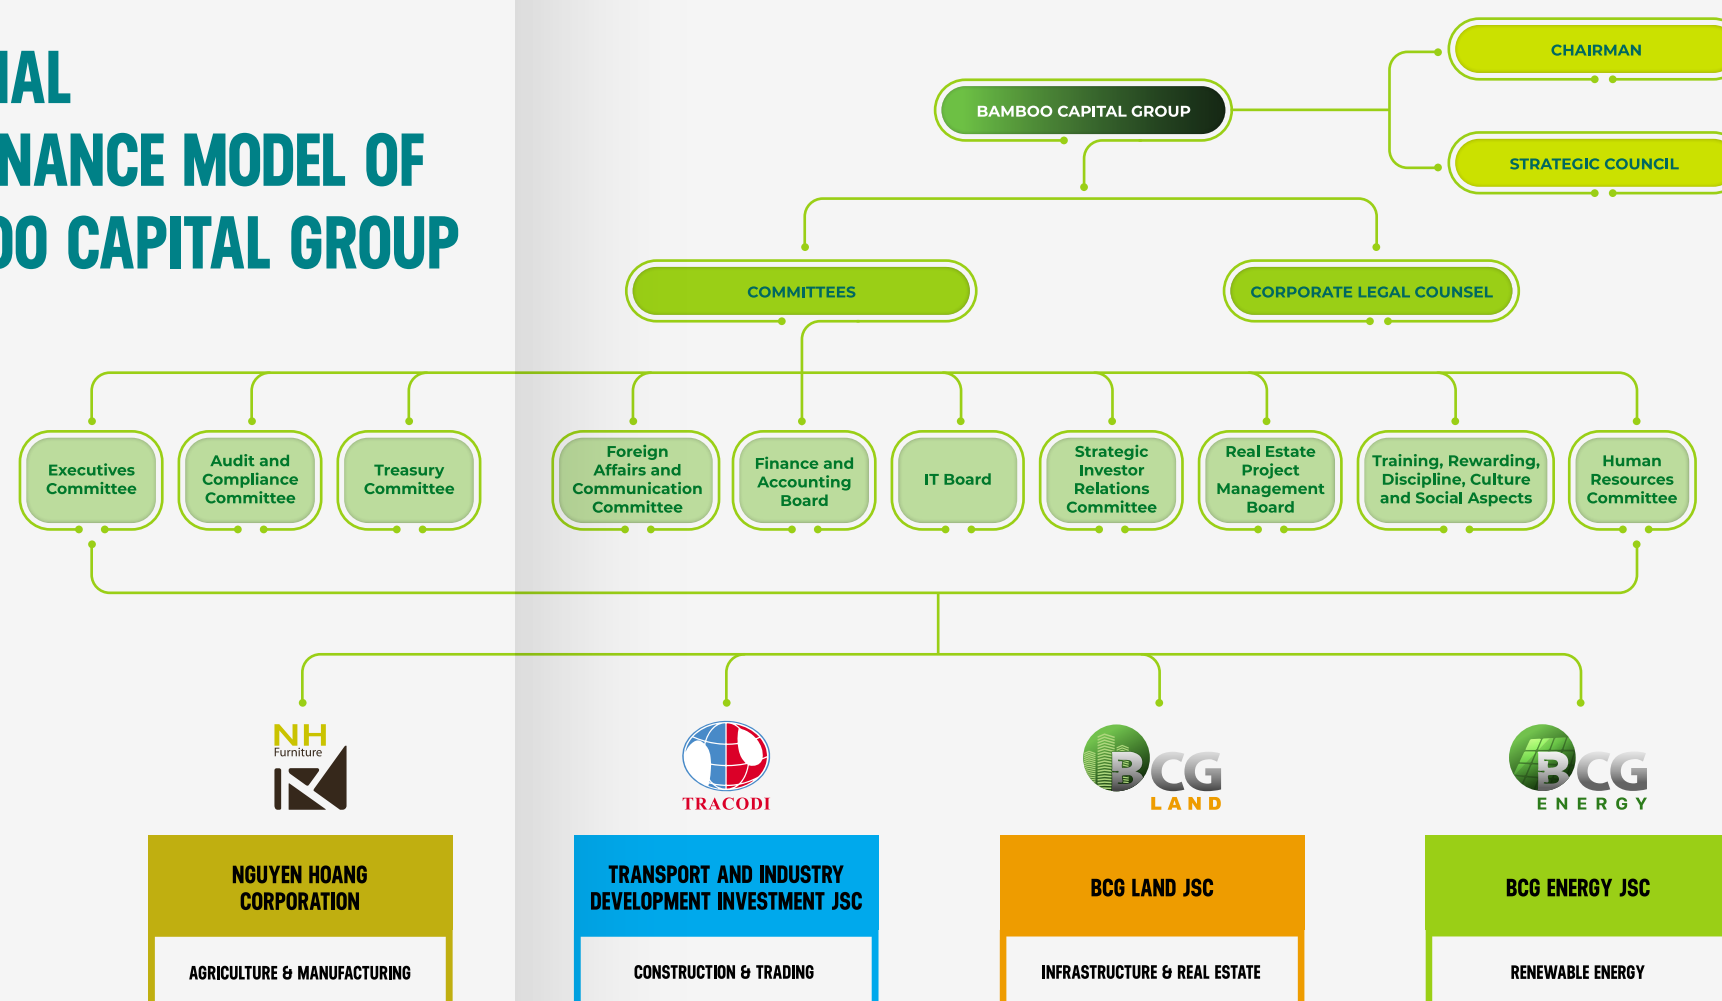 IAL
NANCE MODEL OF
OO CAPITAL GROUP
CHAIRMAN
BAMBOO CAPITAL GROUP
STRATEGIC COUNCIL
COMMITTEES
CORPORATE LEGAL COUNSEL
Executives
Committee
Audit and
Compliance
Committee
Treasury
Committee
Foreign
Affairs and
Communication
Committee
Finance and
Accounting
Board
IT Board
Strategic
Investor
Relations
Committee
Real Estate
Project
Management
Board
Training, Rewarding,
Discipline, Culture
and Social Aspects
Human
Resources
Committee
NH
Furniture
TRACODI
BCG
LAND
BCG
ENERGY
NGUYEN HOANG
CORPORATION
TRANSPORT AND INDUSTRY
DEVELOPMENT INVESTMENT JSC
BCG LAND JSC
BCG ENERGY JSC
AGRICULTURE & MANUFACTURING
CONSTRUCTION & TRADING
INFRASTRUCTURE & REAL ESTATE
RENEWABLE ENERGY